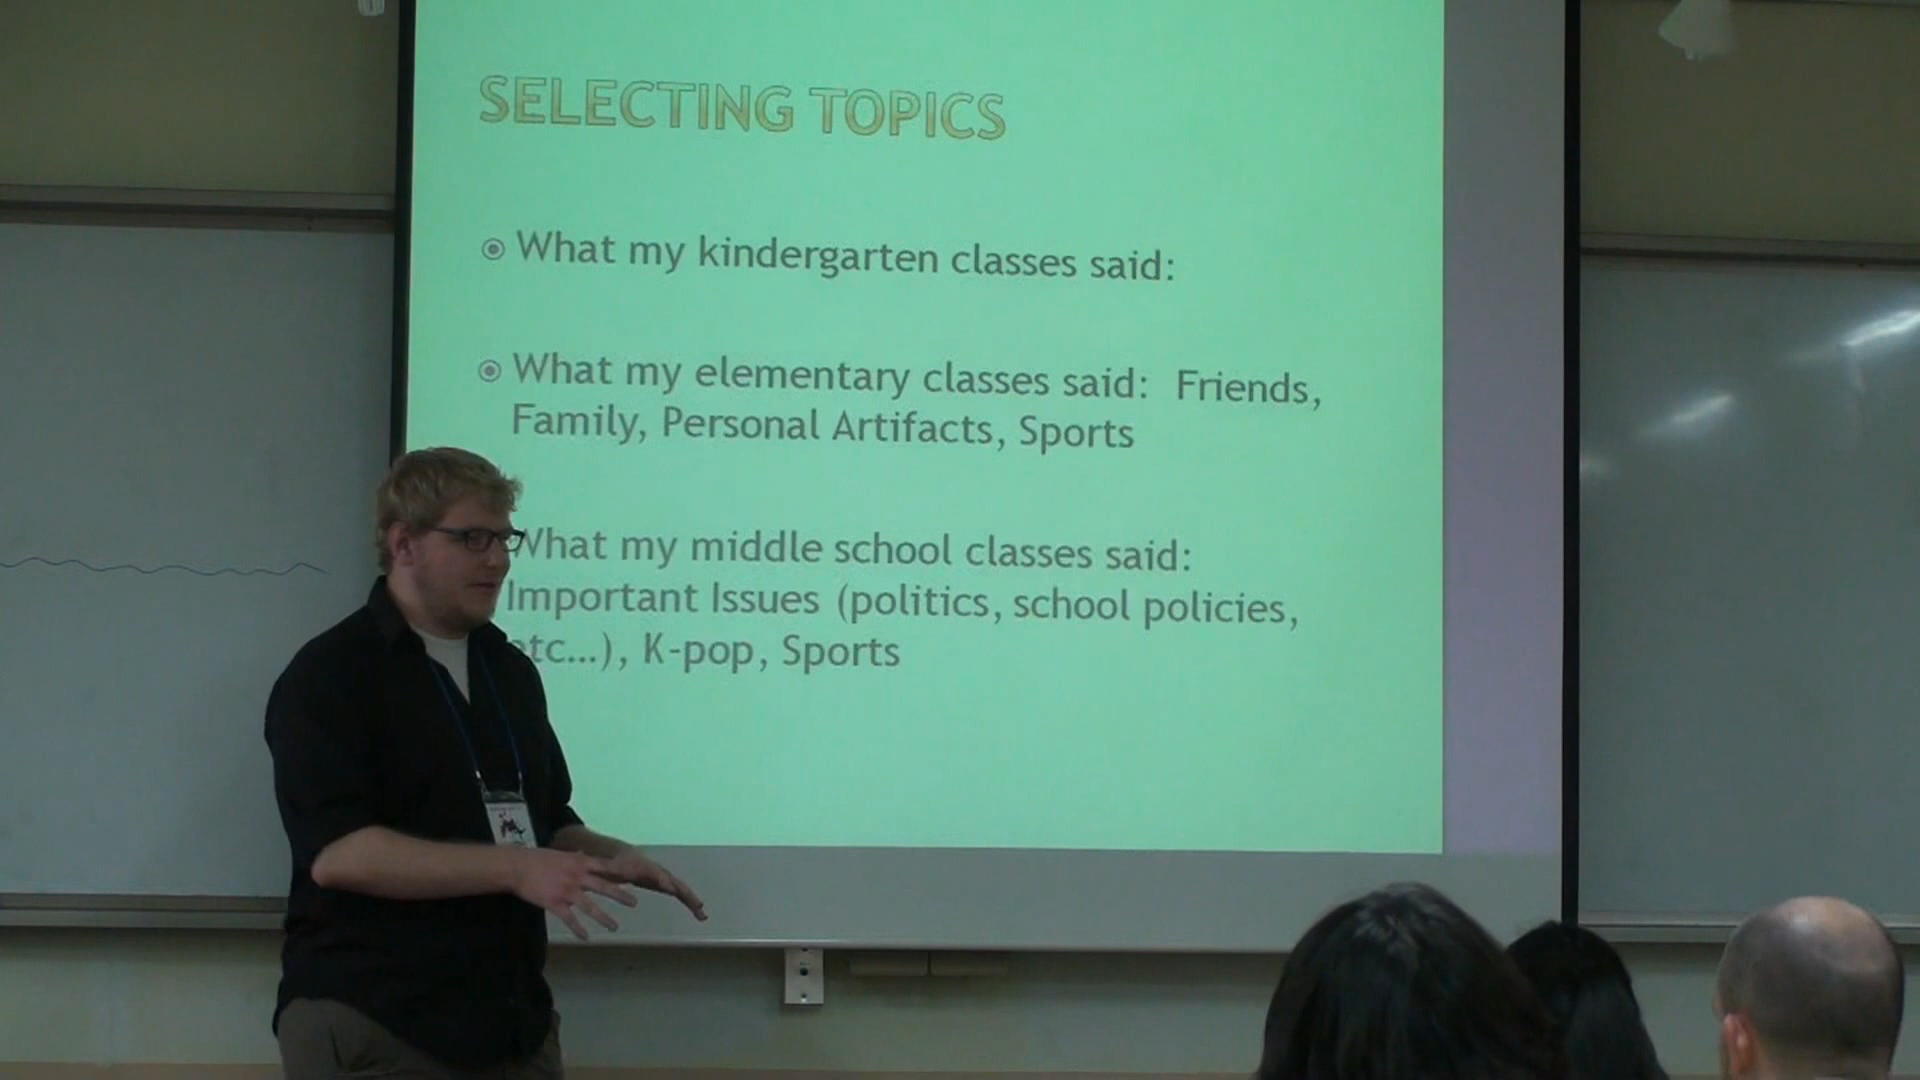 SELECTING TOPICS
What my kindergarten classes said:
What my elementary classes said: Friends,
Family, Personal Artifacts, Sports
What my middle school classes said:
Important Issues (politics, school policies,
etc...), K-pop, Sports